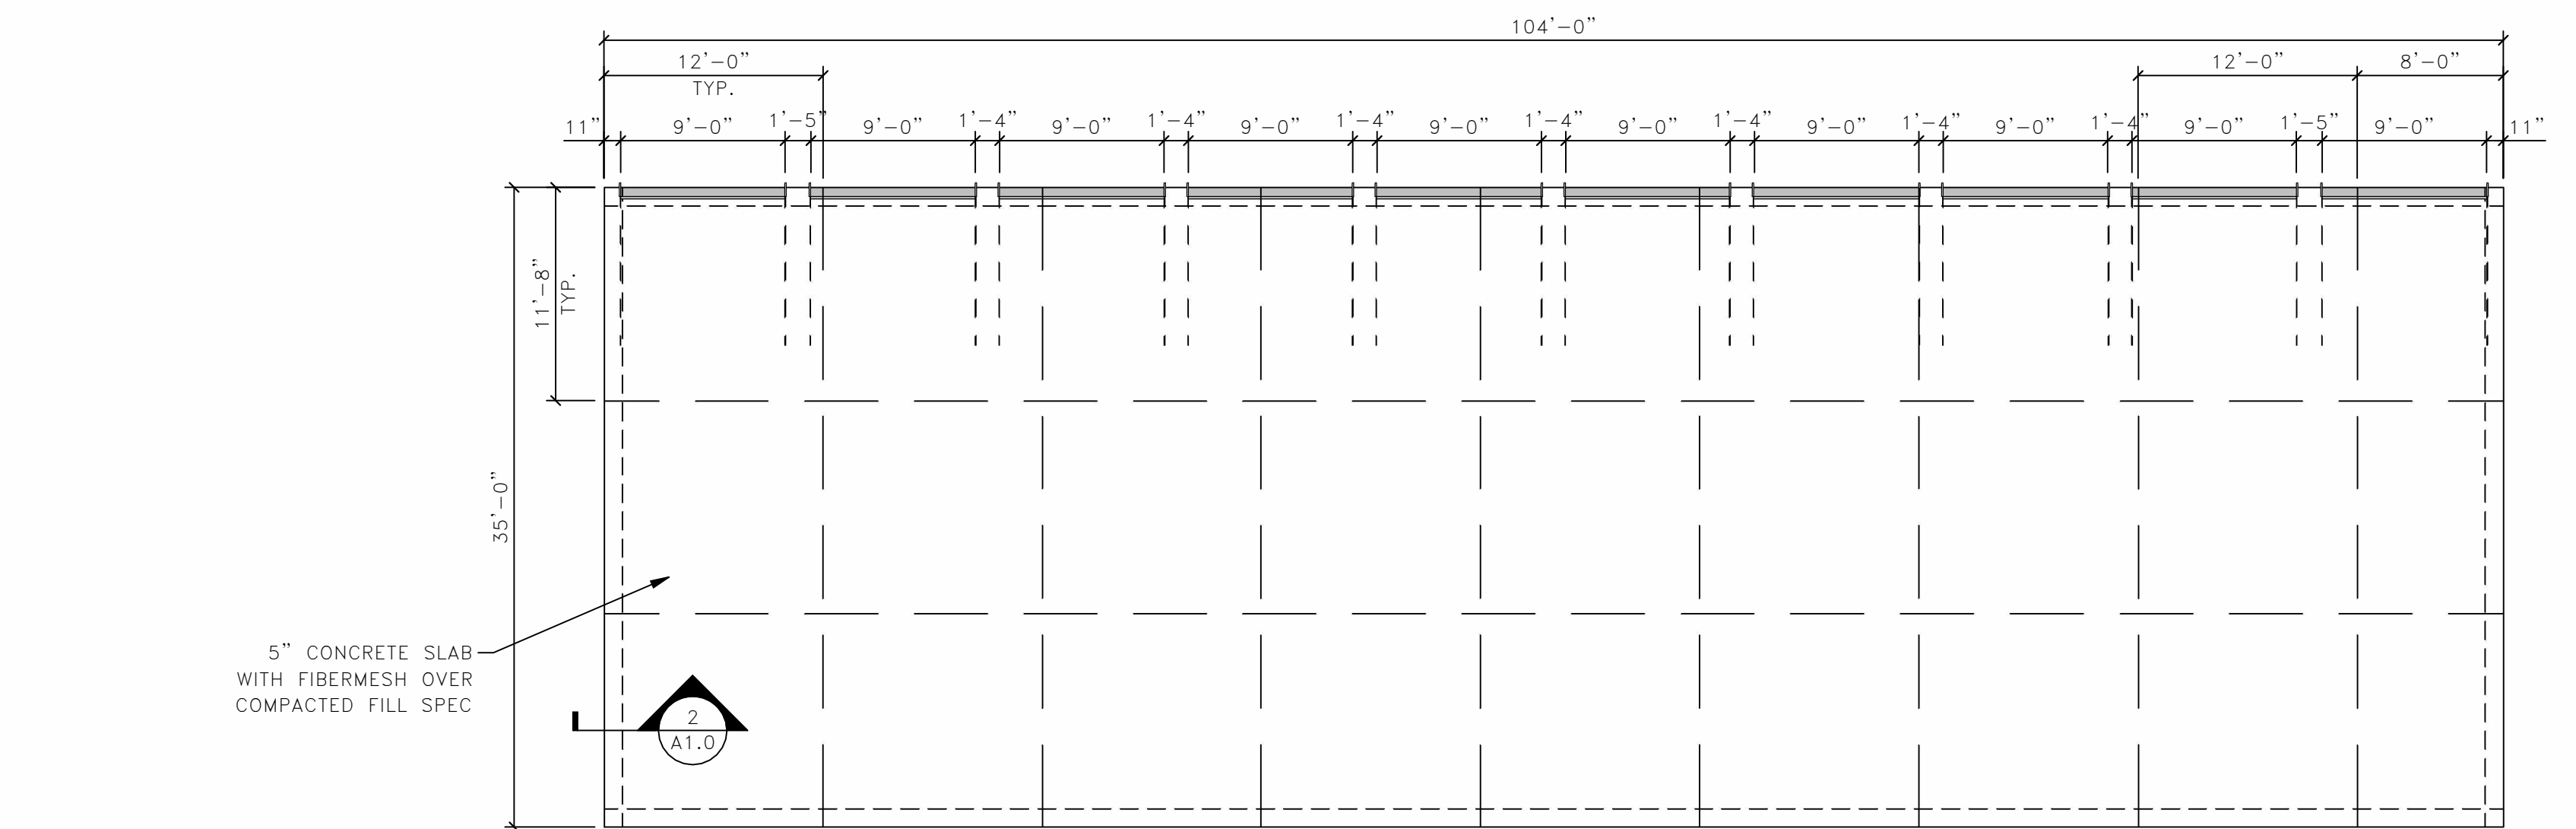 104'-0"
12'-0"
TYP.
12'-0"
8'-0"
11" 9'-0" 1'-5" 9'-0" 1'-4" 9'-0" 1'-4" 9'-0" 1'-4" 9'-0" 1'-4" 9'-0" 1'-4" 9'-0" 1'-4" 9'-0" 1'-4" 9'-0" 1'-5" 9'-0" 11"
11'-8"
TYP.
35'-0"
5" CONCRETE SLAB
WITH FIBERMESH OVER
COMPACTED FILL SPEC
2
A1.0